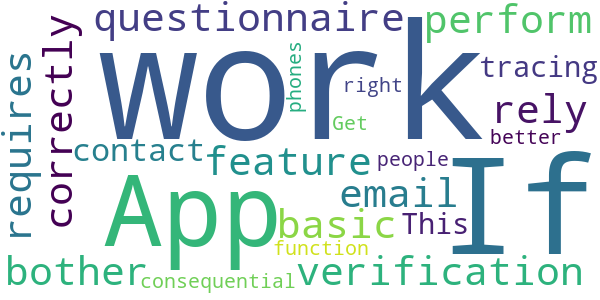 questionnaire perform
work
correctly
requires
phones
right
Get
tracing
rely
better
contact
feature
people
If
App
email
basic
This
function
bother
consequential
verification